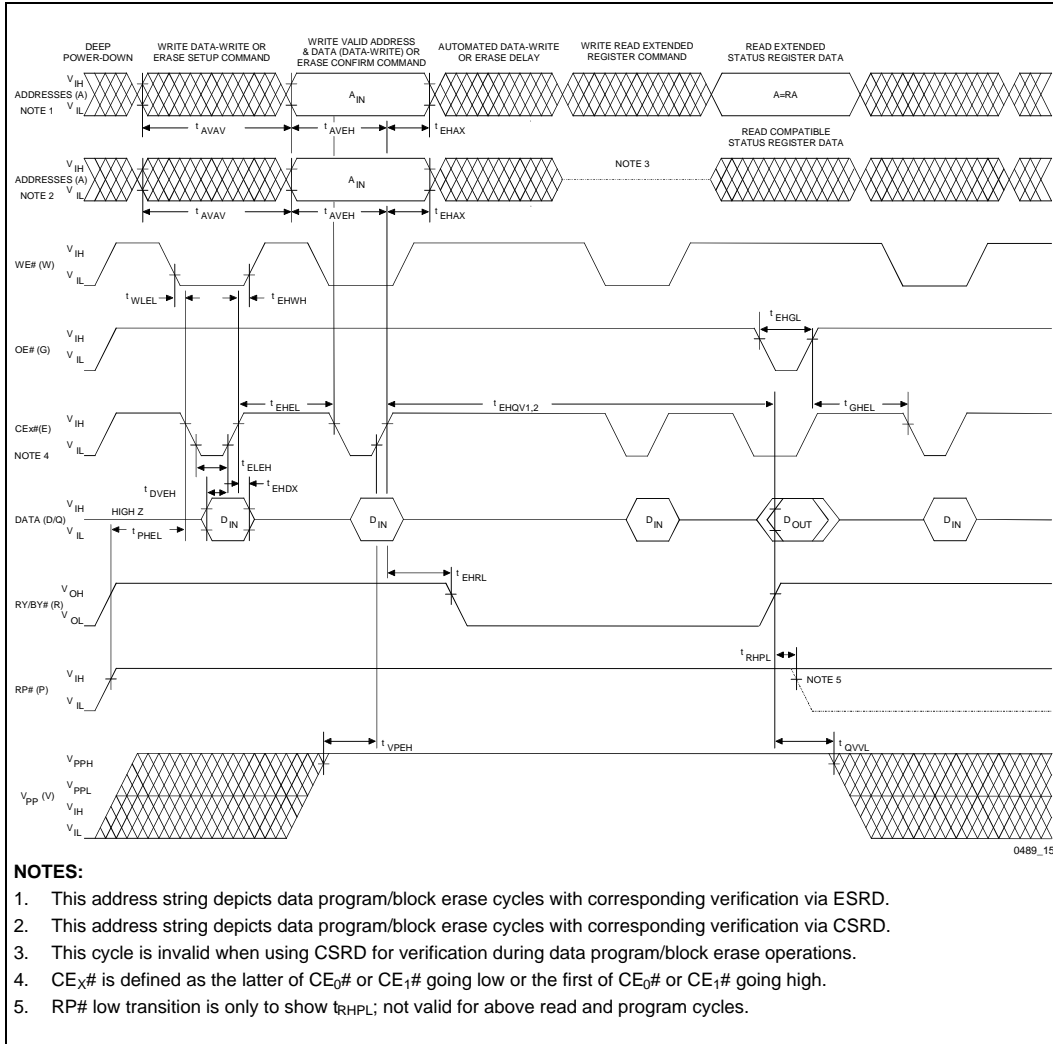 DEEP
POWER-DOWN
WRITE DATA-WRITE OR
ERASE SETUP COMMAND
WRITE VALID ADDRESS
& DATA (DATA-WRITE) OR
ERASE CONFIRM COMMAND
AUTOMATED DATA-WRITE
OR ERASE DELAY
WRITE READ EXTENDED
REGISTER COMMAND
READ EXTENDED
STATUS REGISTER DATA
V IH
ADDRESSES (A)
NOTE 1
V IL
A IN
A=RA
t AVAV
t AVEH
t EHAX
READ COMPATIBLE
STATUS REGISTER DATA
V IH
ADDRESSES (A)
NOTE 2
V IL
A IN
NOTE 3
t AVAV
t AVEH
t EHAX
V IH
WE# (W)
V IL
t WLEL
t EHWH
t EHGL
V IH
OE# (G)
V IL
t EHEL
t EHQV1,2
t GHEL
V IH
CEx#(E)
V IL
NOTE 4
t ELEH
t EHDX
t DVEH
V IH
DATA (D/Q)
V IL
HIGH Z
D IN
D IN
D IN
D OUT
D IN
t PHEL
t EHRL
V OH
RY/BY# (R)
V OL
t RHPL
V IH
RP# (P)
V IL
NOTE 5
t VPEH
t QVVL
V PPH
V PPL
V PP (V)
V IH
V IL
0489_15
NOTES:
1. This address string depicts data program/block erase cycles with corresponding verification via ESRD.
2. This address string depicts data program/block erase cycles with corresponding verification via CSRD.
3. This cycle is invalid when using CSRD for verification during data program/block erase operations.
4. CEX# is defined as the latter of CE0# or CE1# going low or the first of CE0# or CE1# going high.
5. RP# low transition is only to show tRHPL; not valid for above read and program cycles.